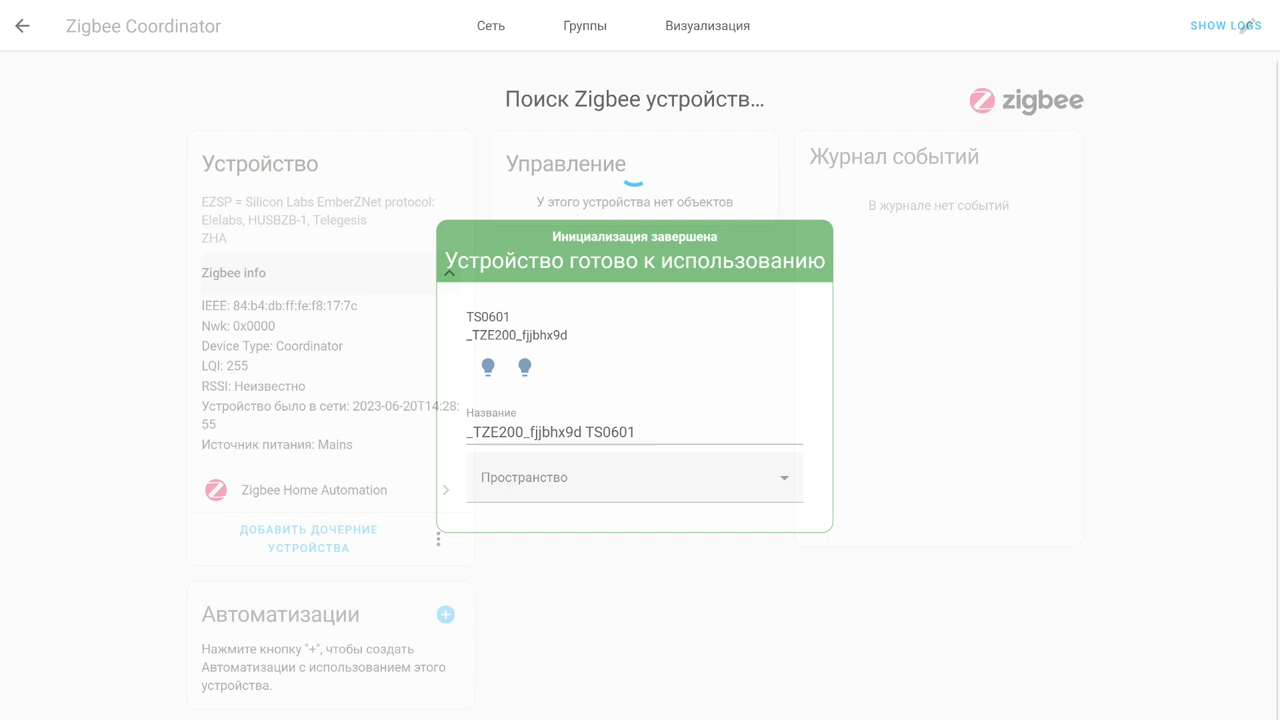 Zigbee Coordinator
Сеть
Группы
Визуализация
SHOW LOGS
Поиск Zigbee устройств...
zigbee
Устройство
EZSP = Silicon Labs EmberZNet protocol:
Elelabs, HUSBZB-1, Telegesis
ZHA
Zigbee info
IEEE: 84:b4:db:ff:fe:f8:17:7c
Nwk: 0x0000
Device Type: Coordinator
LQI: 255
RSSI: Неизвестно
Устройство было в сети: 2023-06-20T14:28:
55
Источник питания: Mains
Zigbee Home Automation
ДОБАВИТЬ ДОЧЕРНИЕ
УСТРОЙСТВА
Автоматизации
Нажмите кнопку "+", чтобы создать
Автоматизации с использованием этого
устройства.
Управление
У этого устройства нет объектов
Инициализация завершена
Устройство готово к использованию
TS0601
_TZE200_fjjbhx9d
Название
_TZE200_fjjbhx9d TS0601
Пространство
Журнал событий
В журнале нет событий